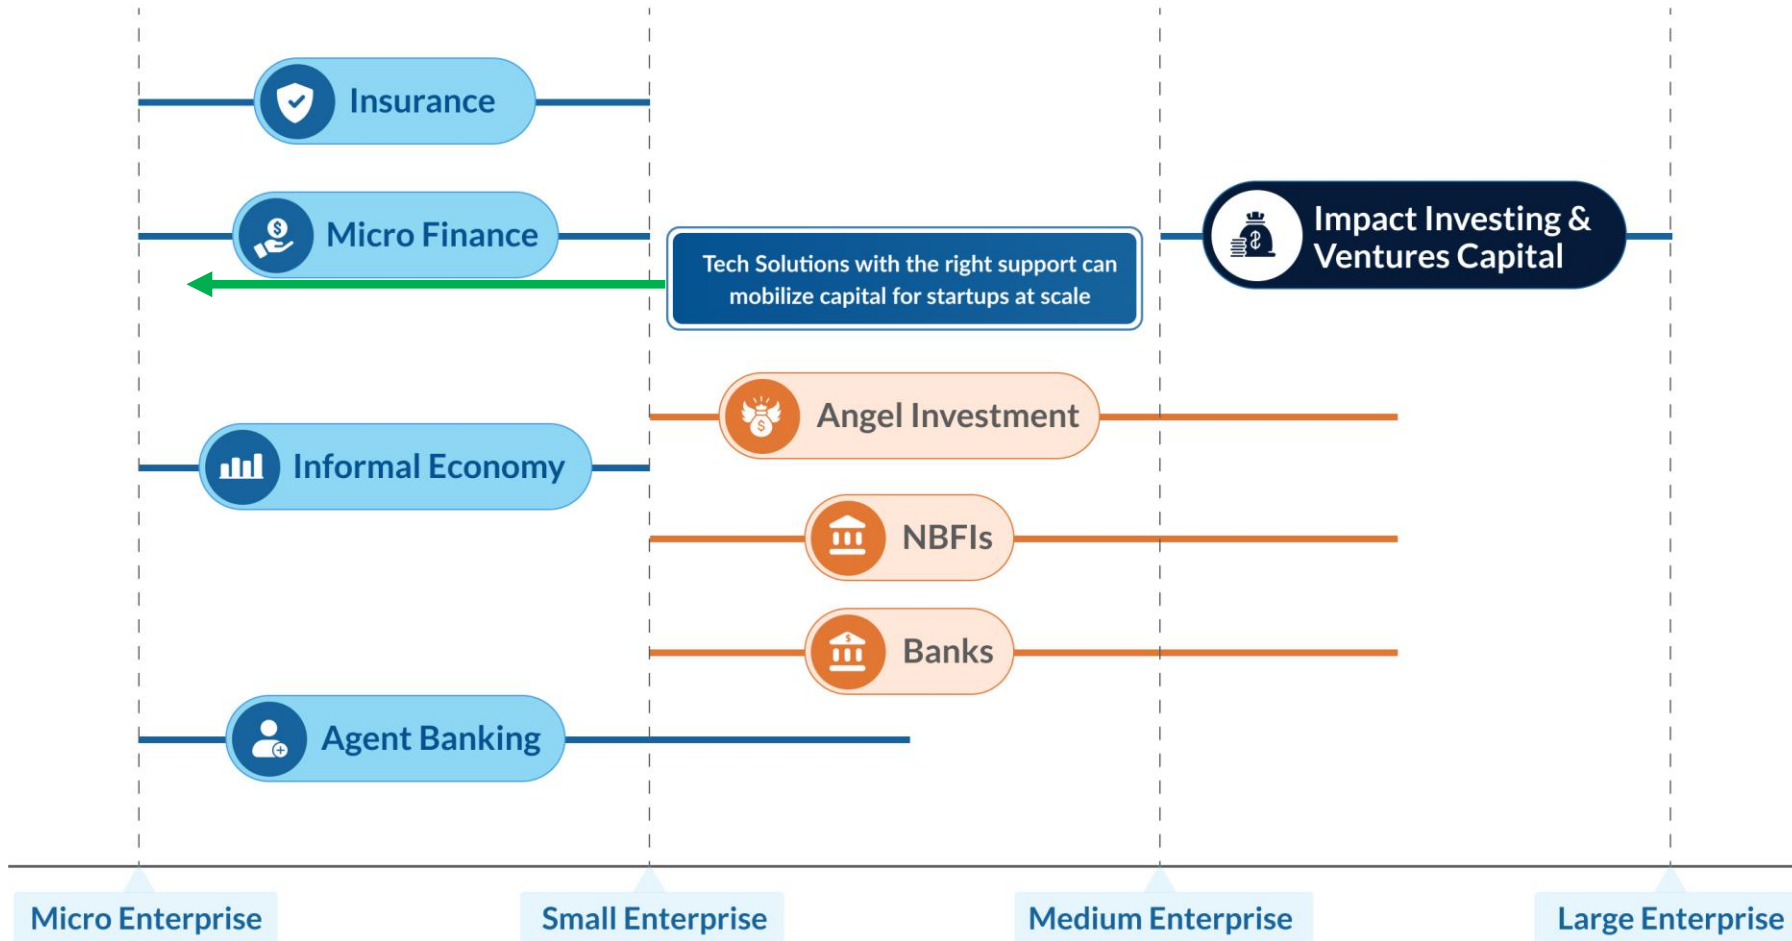 Insurance
Micro Finance
Tech Solutions with the right support can
mobilize capital for startups at scale
Impact Investing &
Ventures Capital
Angel Investment
Informal Economy
NBFIs
Banks
Agent Banking
Micro Enterprise
Small Enterprise
Medium Enterprise
Large Enterprise